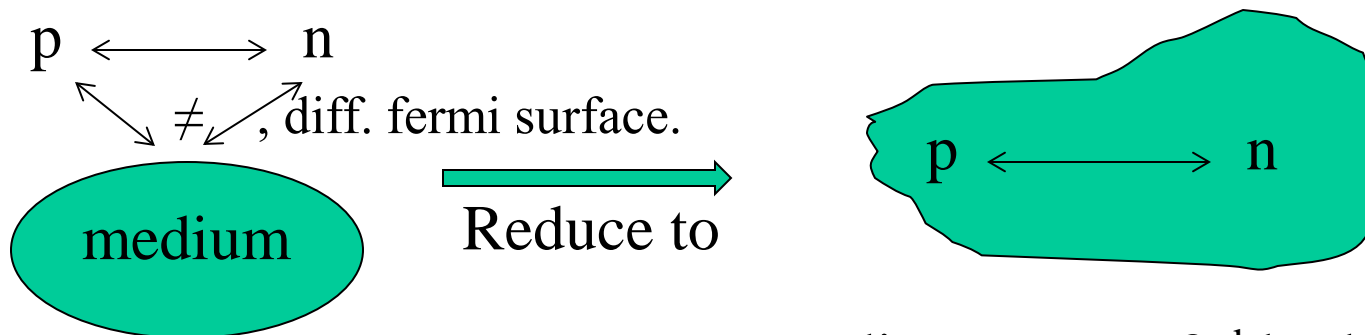 p n
≠ , diff. fermi surface.
medium
Reduce to
p n